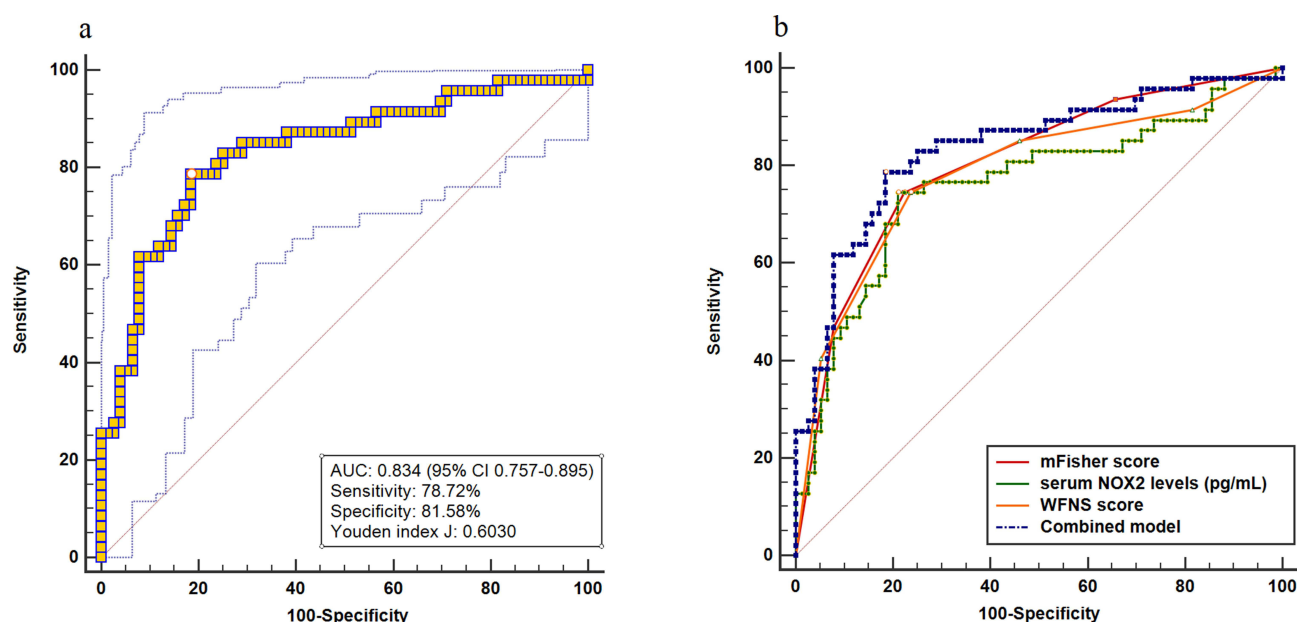 a
100
80
60
40
20
0
Sensitivity
AUC: 0.834 (95% CI 0.757-0.895)
Sensitivity: 78.72%
Specificity: 81.58%
Youden index J: 0.6030
0 20 40 60 80 100
100-Specificity
b
100
80
60
40
20
0
Sensitivity
mFisher score
serum NOX2 levels (pg/mL)
WFNS score
Combined model
0 20 40 60 80 100
100-Specificity